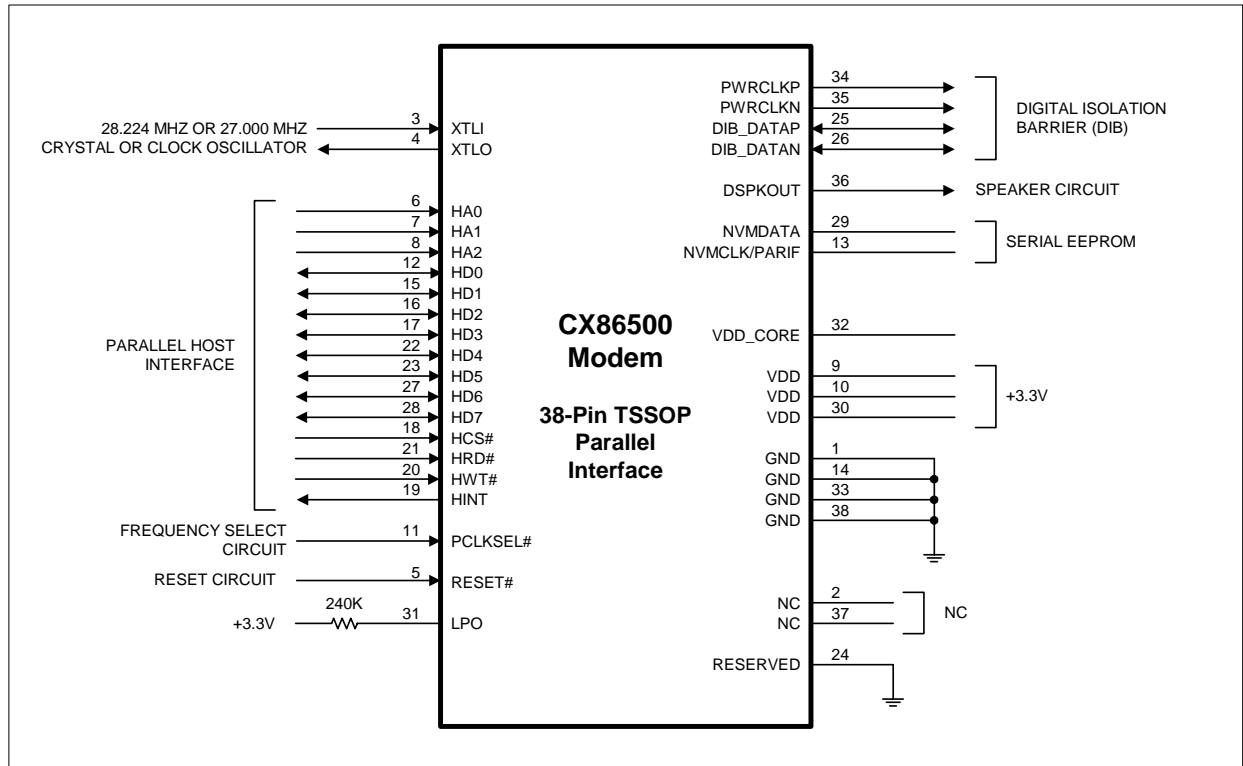 28.224 MHZ OR 27.000 MHZ
CRYSTAL OR CLOCK OSCILLATOR
3 XTLI
4 XTLO
PARALLEL HOST
INTERFACE
6 HA0
7 HA1
8 HA2
12 HD0
15 HD1
16 HD2
17 HD3
22 HD4
23 HD5
27 HD6
28 HD7
18 HCS#
21 HRD#
20 HWT#
19 HINT
FREQUENCY SELECT
CIRCUIT
11 PCLKSEL#
RESET CIRCUIT
5 RESET#
+3.3V
240K
31 LPO
CX86500
Modem
38-Pin TSSOP
Parallel
Interface
PWRCLKP 34
PWRCLKN 35
DIB_DATAP 25
DIB_DATAN 26
DIGITAL ISOLATION
BARRIER (DIB)
DSPKOUT 36 SPEAKER CIRCUIT
NVMDATA 29
NVMCLK/PARIF 13
SERIAL EEPROM
VDD_CORE 32
VDD 9
VDD 10
VDD 30
+3.3V
GND 1
GND 14
GND 33
GND 38
NC 2
NC 37
NC
RESERVED 24